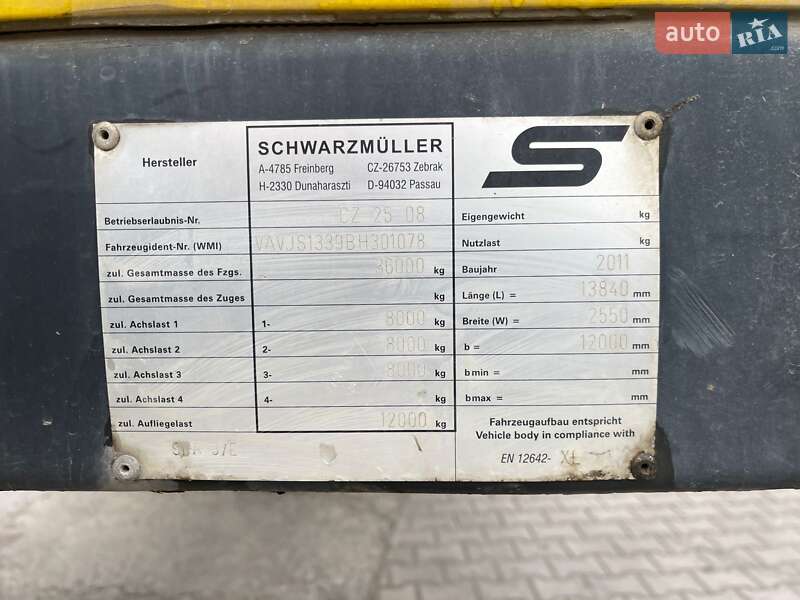 auto RIA.com
SCHWARZMÜLLER
Hersteller
A-4785 Freinberg CZ-26753 Zebrak
H-2330 Dunaharaszti D-94032 Passau
Betriebserlaubnis-Nr. CZ 25 08
Eigengewicht kg
Fahrzeugident-Nr. (WMI) VAVJS1339BH301078
Nutzlast kg
zul. Gesamtmasse des Fzgs. 36000 kg
Baujahr 2011
zul. Gesamtmasse des Zuges kg
Länge (L) = 13840 mm
zul. Achslast 1 1- 8000 kg
Breite (W) = 2550 mm
zul. Achslast 2 2- 8000 kg
b = 12000 mm
zul. Achslast 3 3- 8000 kg
b min = mm
zul. Achslast 4 4- kg
b max = mm
zul. Aufliegelast 12000 kg
Fahrzeugaufbau entspricht
Vehicle body in compliance with
EN 12642- XL